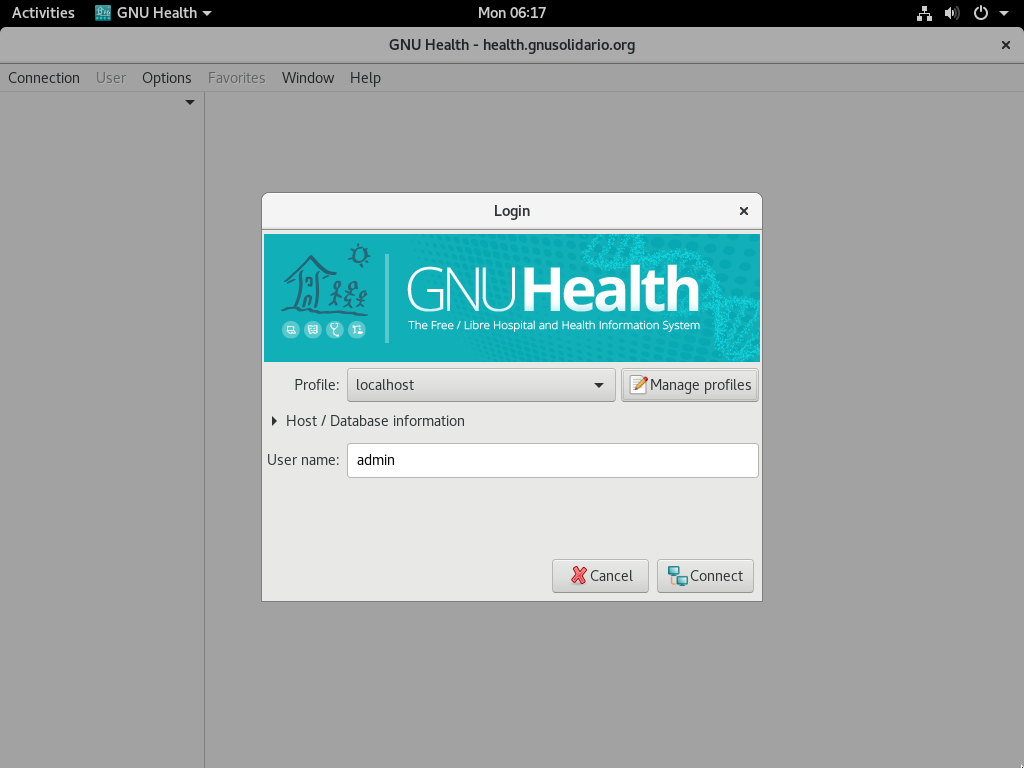 Activities GNU Health Mon 06:17
GNU Health - health.gnusolidario.org
Connection User Options Favorites Window Help
Login
GNUHealth
The Free / Libre Hospital and Health Information System
Profile: localhost Manage profiles
Host / Database information
User name: admin
Cancel Connect